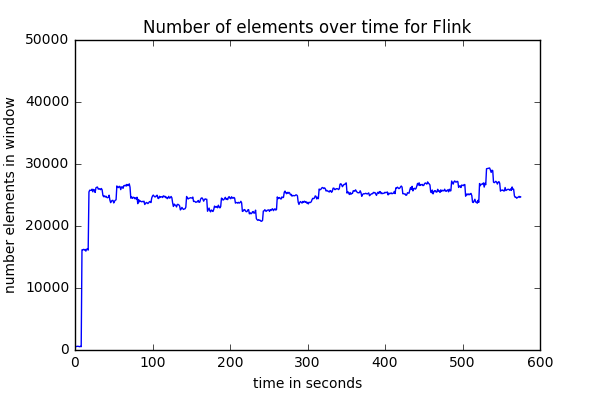 Number of elements over time for Flink
50000
40000
30000
20000
10000
0
number elements in window
0 100 200 300 400 500 600
time in seconds